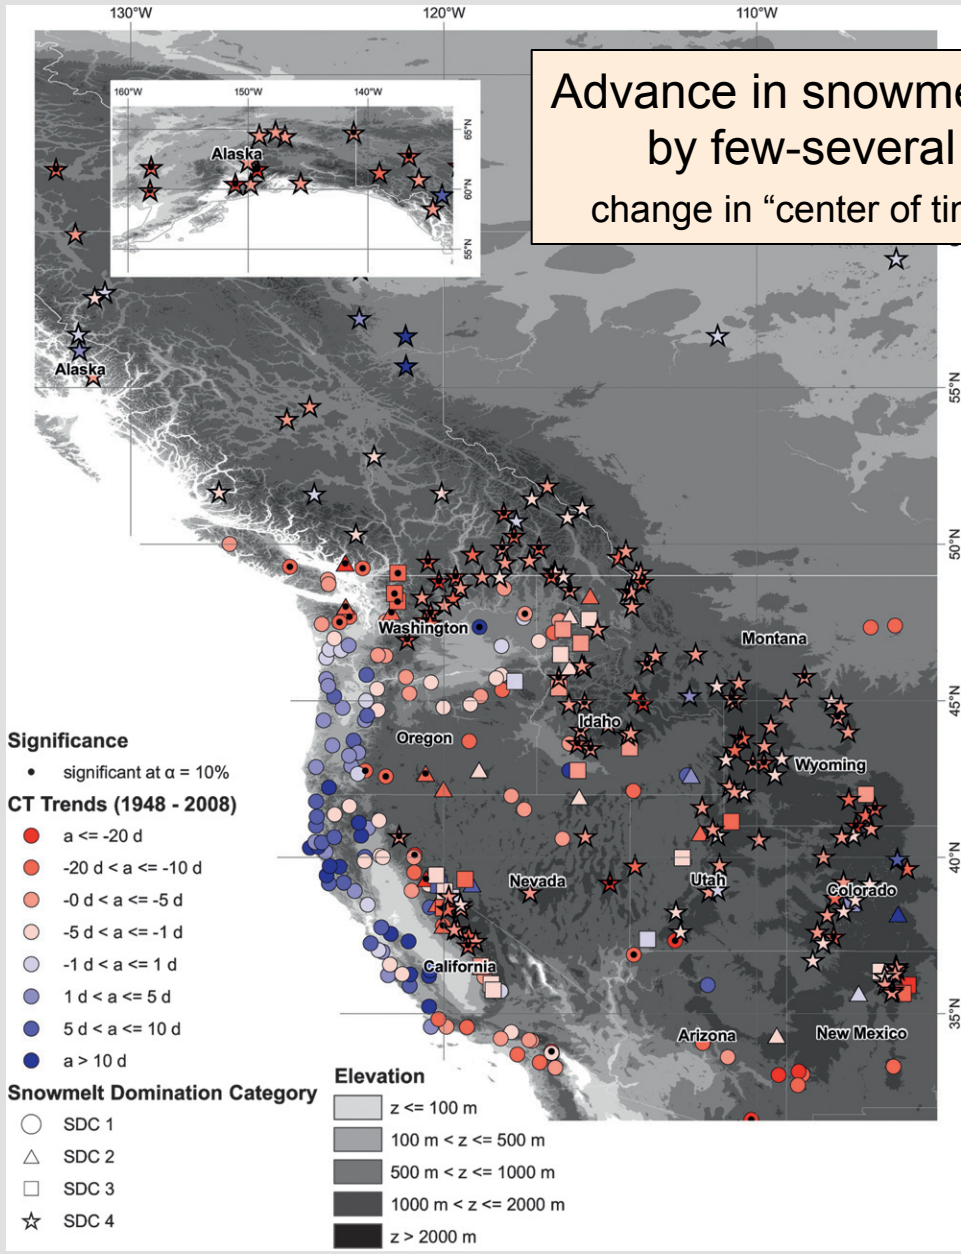 130°W
120°W
110°W
Advance in snowme
by few-several
change in “center of tim
160°W
150°W
140°W
65°N
60°N
55°N
Alaska
Alaska
55°N
50°N
45°N
40°N
35°N
Washington
Montana
Oregon
Idaho
Wyoming
Nevada
Utah
Colorado
California
Arizona
New Mexico
Significance
significant at α = 10%
CT Trends (1948 - 2008)
a <= -20 d
-20 d < a <= -10 d
-0 d < a <= -5 d
-5 d < a <= -1 d
-1 d < a <= 1 d
1 d < a <= 5 d
5 d < a <= 10 d
a > 10 d
Snowmelt Domination Category
SDC 1
SDC 2
SDC 3
SDC 4
Elevation
z <= 100 m
100 m < z <= 500 m
500 m < z <= 1000 m
1000 m < z <= 2000 m
z > 2000 m